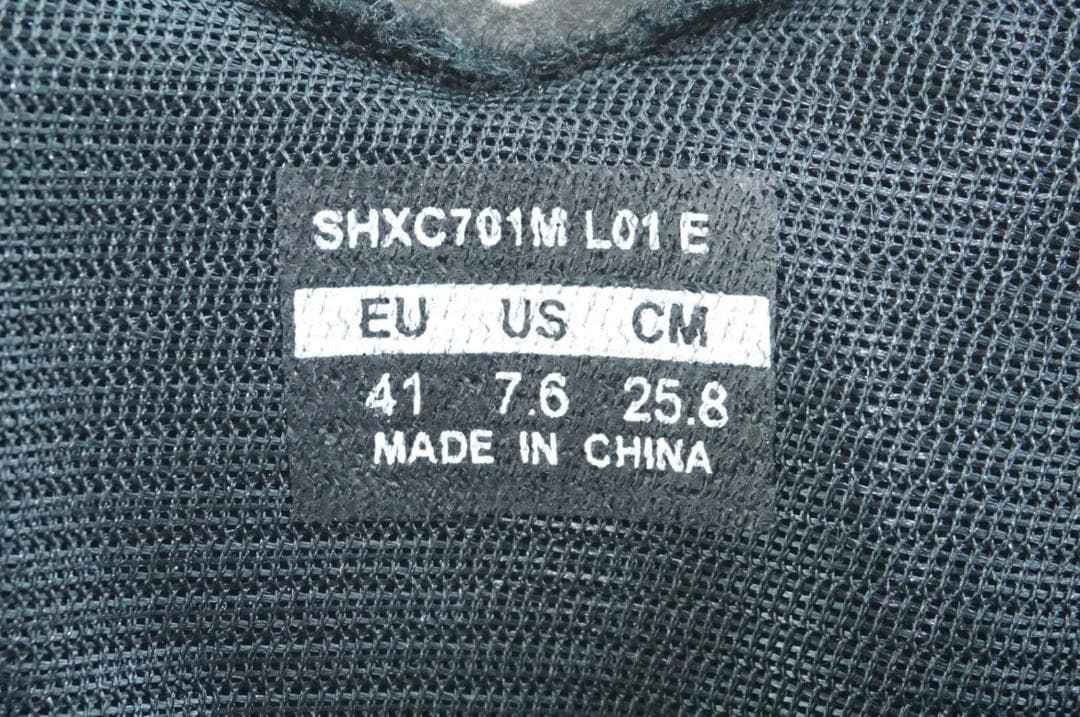 SHXC701M L01 E
EU US CM
41 7.6 25.8
MADE IN CHINA